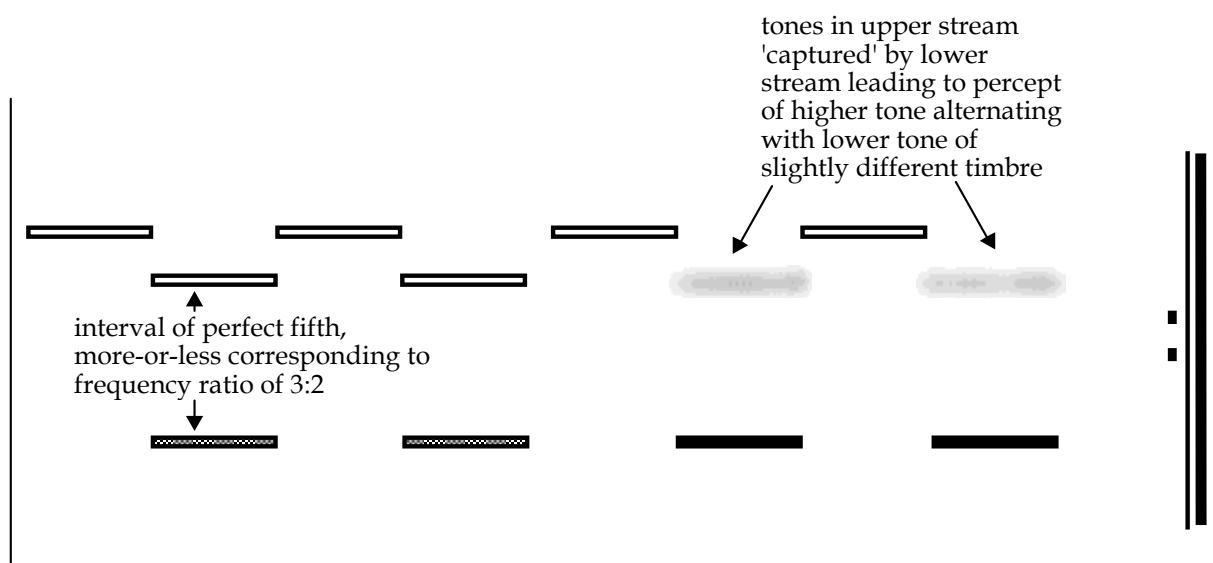 tones in upper stream
'captured' by lower
stream leading to percept
of higher tone alternating
with lower tone of
slightly different timbre
interval of perfect fifth,
more-or-less corresponding to
frequency ratio of 3:2